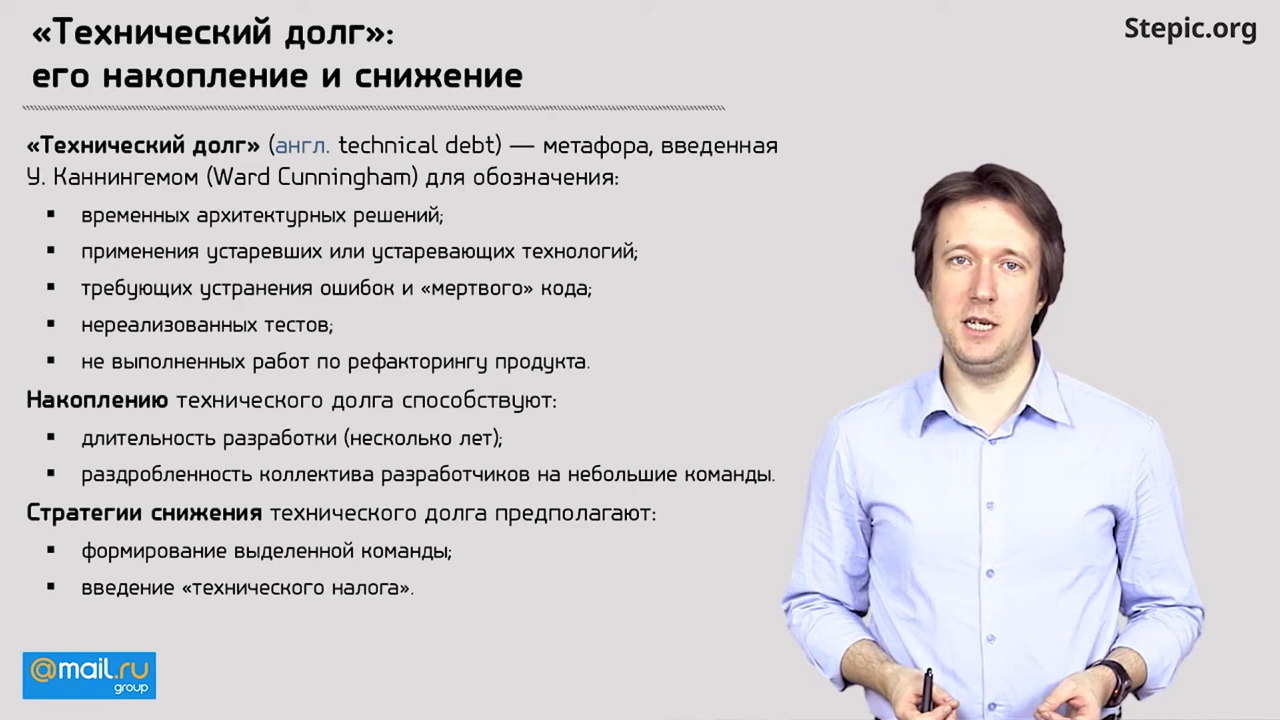 «Технический долг»:
его накопление и снижение
Stepic.org
«Технический долг» (англ. technical debt) — метафора, введенная
У. Каннингемом (Ward Cunningham) для обозначения:
▪ временных архитектурных решений;
▪ применения устаревших или устаревающих технологий;
▪ требующих устранения ошибок и «мертвого» кода;
▪ нереализованных тестов;
▪ не выполненных работ по рефакторингу продукта.
Накоплению технического долга способствуют:
▪ длительность разработки (несколько лет);
▪ раздробленность коллектива разработчиков на небольшие команды.
Стратегии снижения технического долга предполагают:
▪ формирование выделенной команды;
▪ введение «технического налога».
@mail.ru
group